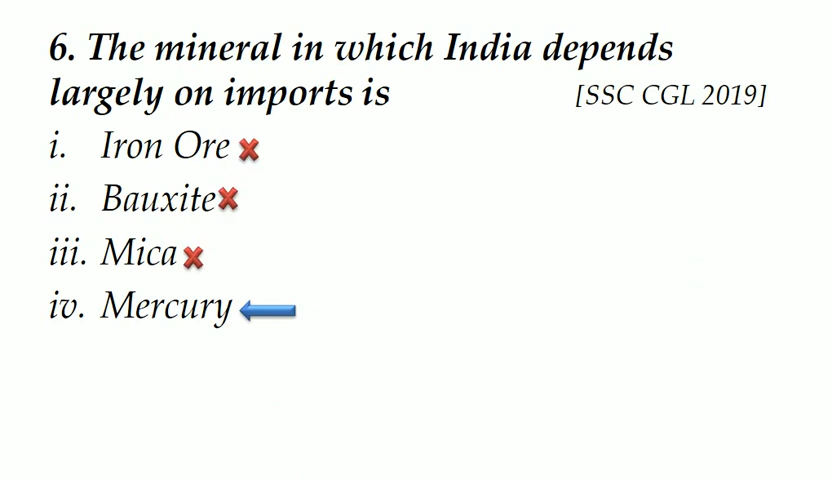 6. The mineral in which India depends
largely on imports is [SSC CGL 2019]
i. Iron Ore
ii. Bauxite
iii. Mica
iv. Mercury